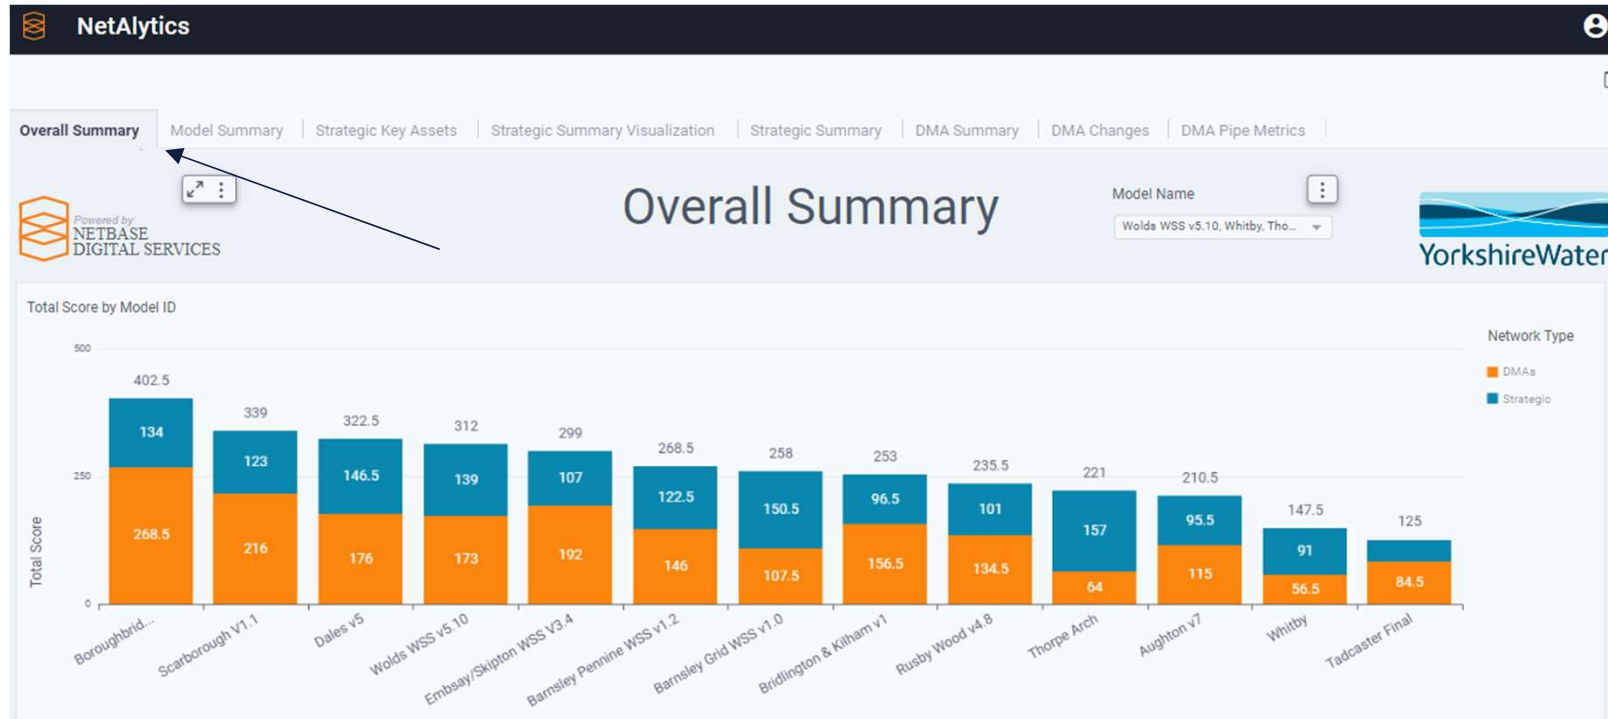 NetAlytics
Overall Summary
Model Summary
Strategic Key Assets
Strategic Summary Visualization
Strategic Summary
DMA Summary
DMA Changes
DMA Pipe Metrics
Powered by
NETBASE
DIGITAL SERVICES
Overall Summary
Model Name
Wolds WSS v5.10, Whitby, Tho...
YorkshireWater
Total Score by Model ID
Network Type
DMAs
Strategic
Total Score
500
250
0
402.5
134
268.5
339
123
216
322.5
146.5
176
312
139
173
299
107
192
268.5
122.5
146
258
150.5
107.5
253
96.5
156.5
235.5
101
134.5
221
157
64
210.5
95.5
115
147.5
91
56.5
125
84.5
Boroughbrid...
Scarborough V1.1
Dales v5
Wolds WSS v5.10
Embsay/Skipton WSS V3.4
Barnsley Pennine WSS v1.2
Barnsley Grid WSS v1.0
Bridlington & Kilham v1
Rusby Wood v4.8
Thorpe Arch
Aughton v7
Whitby
Tadcaster Final